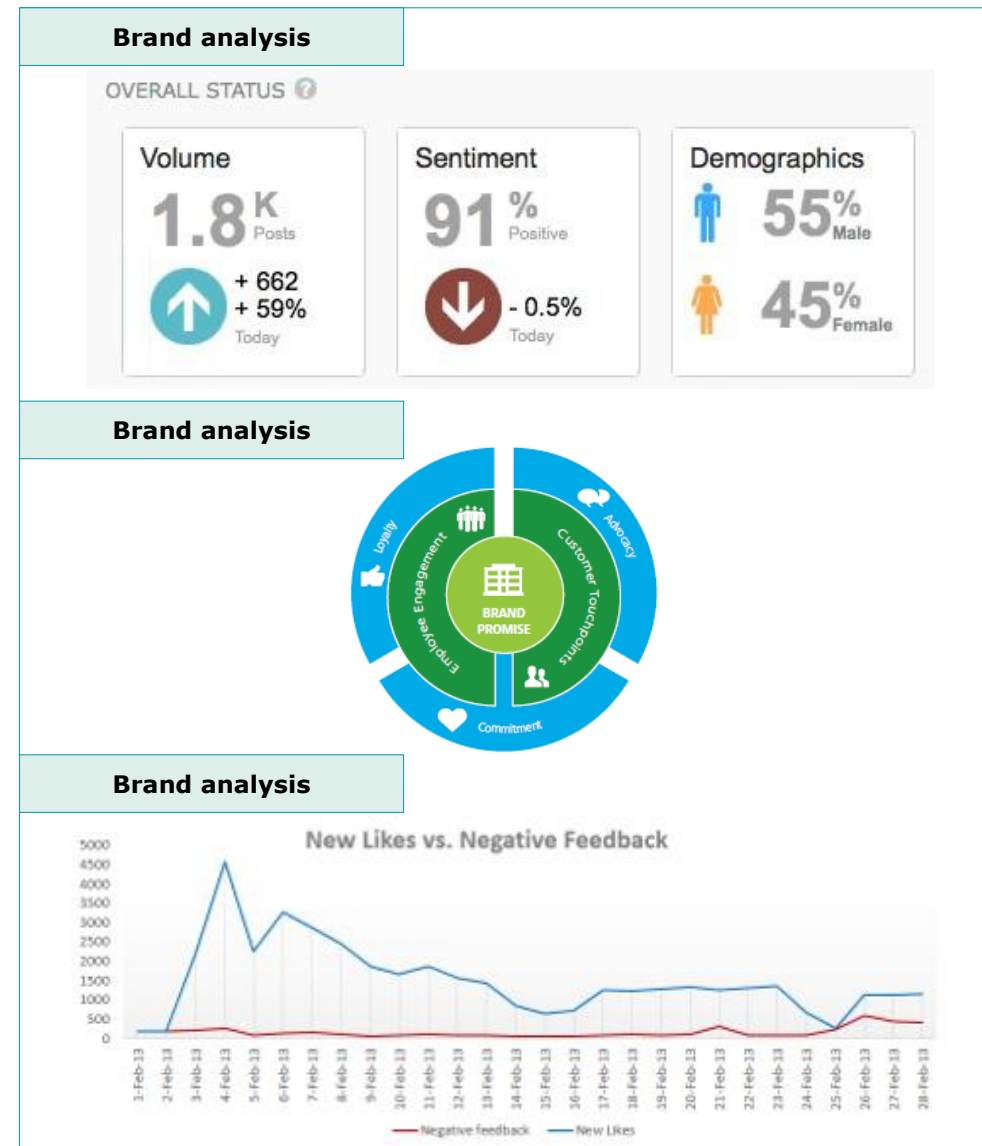 Brand analysis
OVERALL STATUS ?
Volume
1.8 K
Posts
+ 662
+ 59%
Today
Sentiment
91 %
Positive
- 0.5%
Today
Demographics
55%
Male
45%
Female
Brand analysis
Loyalty
Advocacy
Employee Engagement
Customer Touchpoints
BRAND
PROMISE
Commitment
Brand analysis
New Likes vs. Negative Feedback
5000
4500
4000
3500
3000
2500
2000
1500
1000
500
0
1-Feb-13
2-Feb-13
3-Feb-13
4-Feb-13
5-Feb-13
6-Feb-13
7-Feb-13
8-Feb-13
9-Feb-13
10-Feb-13
11-Feb-13
12-Feb-13
13-Feb-13
14-Feb-13
15-Feb-13
16-Feb-13
17-Feb-13
18-Feb-13
19-Feb-13
20-Feb-13
21-Feb-13
22-Feb-13
23-Feb-13
24-Feb-13
25-Feb-13
26-Feb-13
27-Feb-13
28-Feb-13
Negative feedback
New Likes